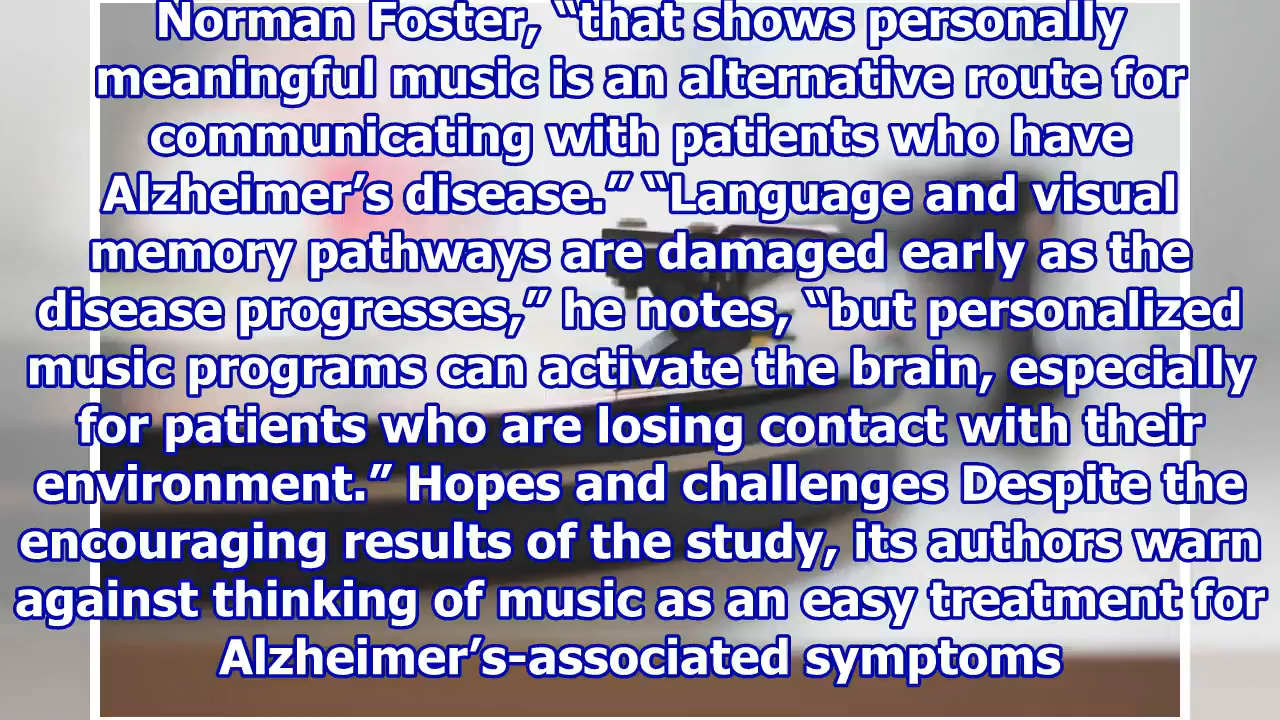 Norman Foster, “that shows personally
meaningful music is an alternative route for
communicating with patients who have
Alzheimer’s disease.” “Language and visual
memory pathways are damaged early as the
disease progresses,” he notes, “but personalized
music programs can activate the brain, especially
for patients who are losing contact with their
environment.” Hopes and challenges Despite the
encouraging results of the study, its authors warn
against thinking of music as an easy treatment for
Alzheimer’s-associated symptoms